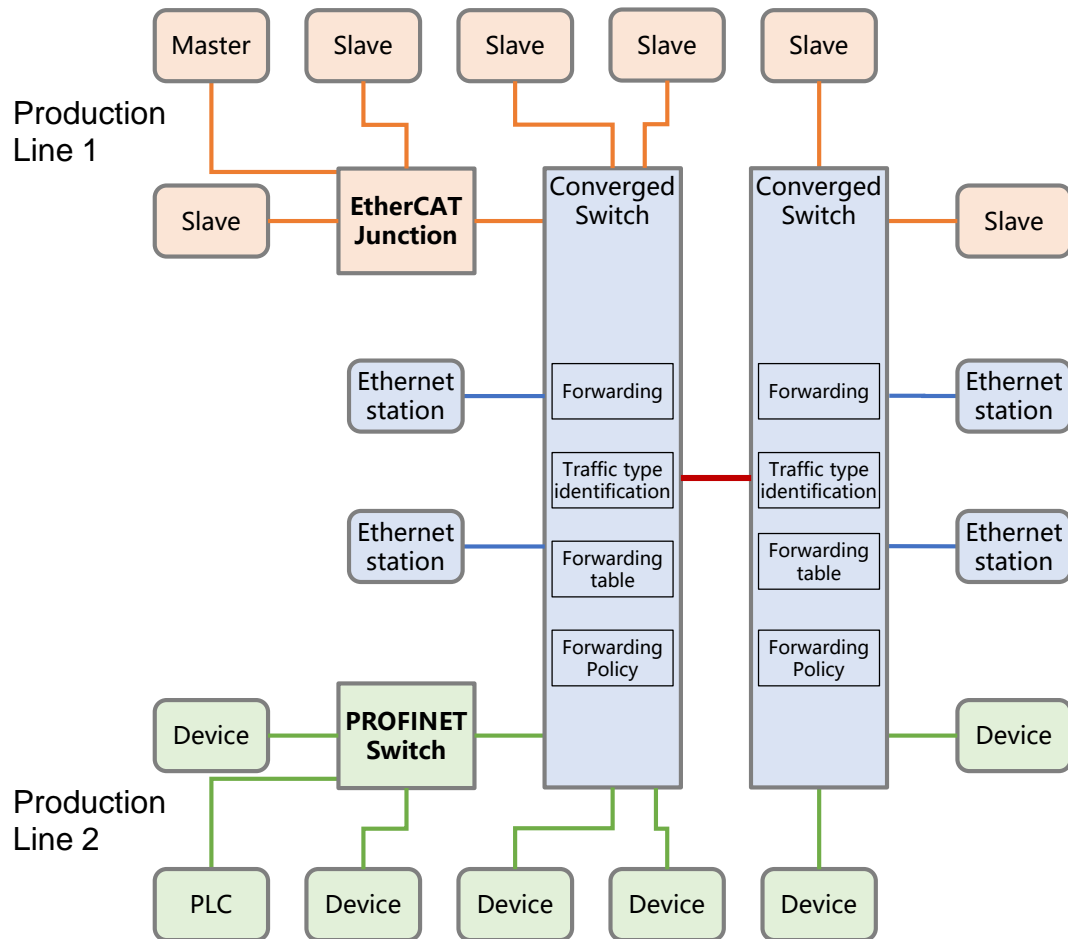 Master
Slave
Slave
Slave
Slave
Production
Line 1
Slave
EtherCAT
Junction
Converged
Switch
Converged
Switch
Slave
Ethernet
station
Forwarding
Forwarding
Ethernet
station
Traffic type
identification
Traffic type
identification
Ethernet
station
Forwarding
table
Forwarding
table
Ethernet
station
Forwarding
Policy
Forwarding
Policy
Device
PROFINET
Switch
Device
Production
Line 2
PLC
Device
Device
Device
Device